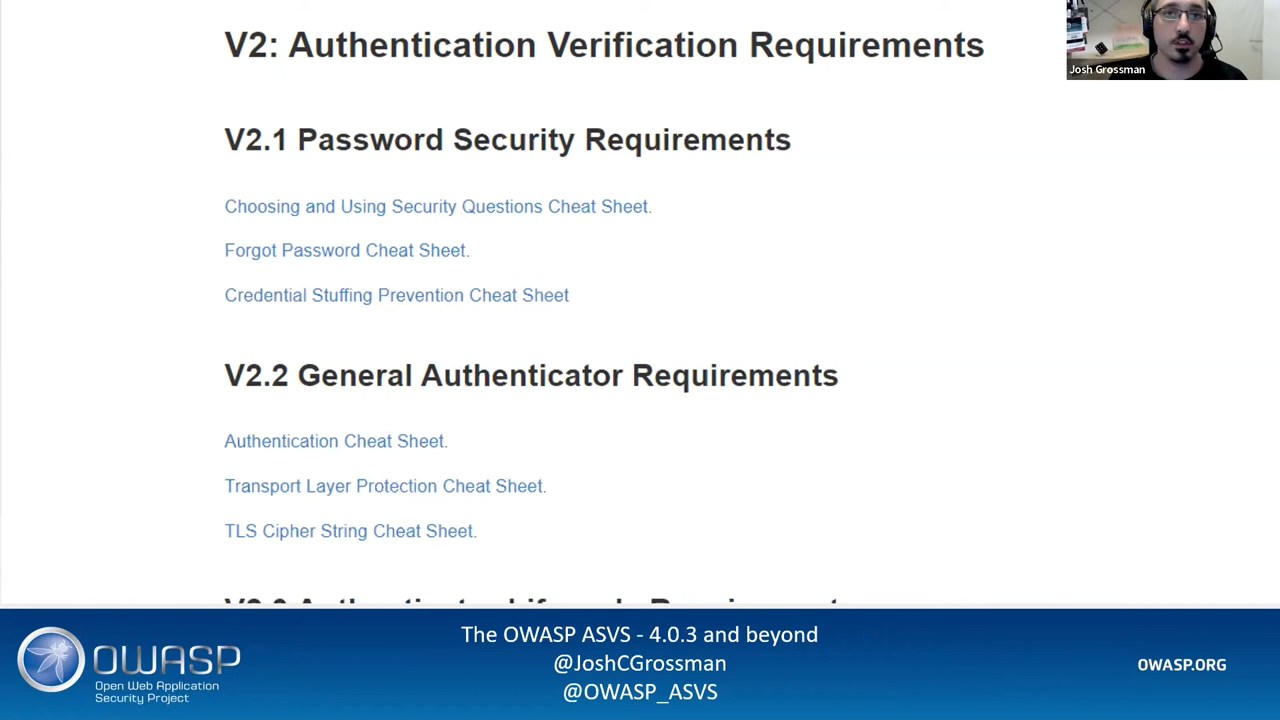 V2: Authentication Verification Requirements
Josh Grossman
V2.1 Password Security Requirements
Choosing and Using Security Questions Cheat Sheet.
Forgot Password Cheat Sheet.
Credential Stuffing Prevention Cheat Sheet
V2.2 General Authenticator Requirements
Authentication Cheat Sheet.
Transport Layer Protection Cheat Sheet.
TLS Cipher String Cheat Sheet.
The OWASP ASVS - 4.0.3 and beyond
@JoshCGrossman
@OWASP_ASVS
OWASP
Open Web Application
Security Project
OWASP.ORG